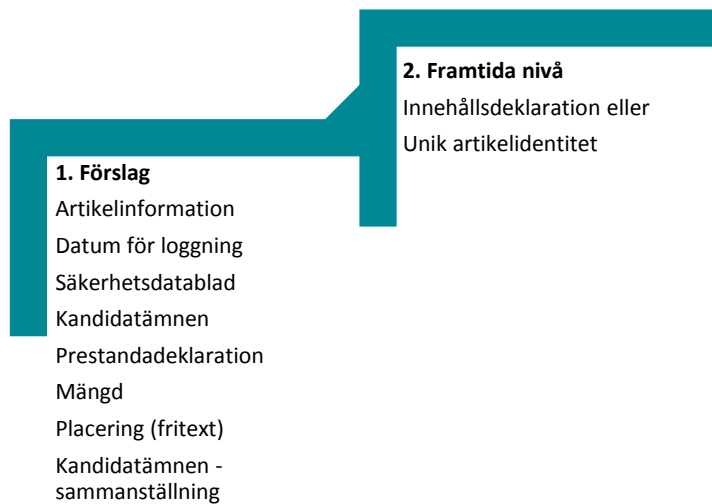 1. Förslag
Artikelinformation
Datum för loggning
Säkerhetsdatablad
Kandidatämnen
Prestandadeklaration
Mängd
Placering (fritext)
Kandidatämnen -
sammanställning
2. Framtida nivå
Innehållsdeklaration eller
Unik artikelidentitet